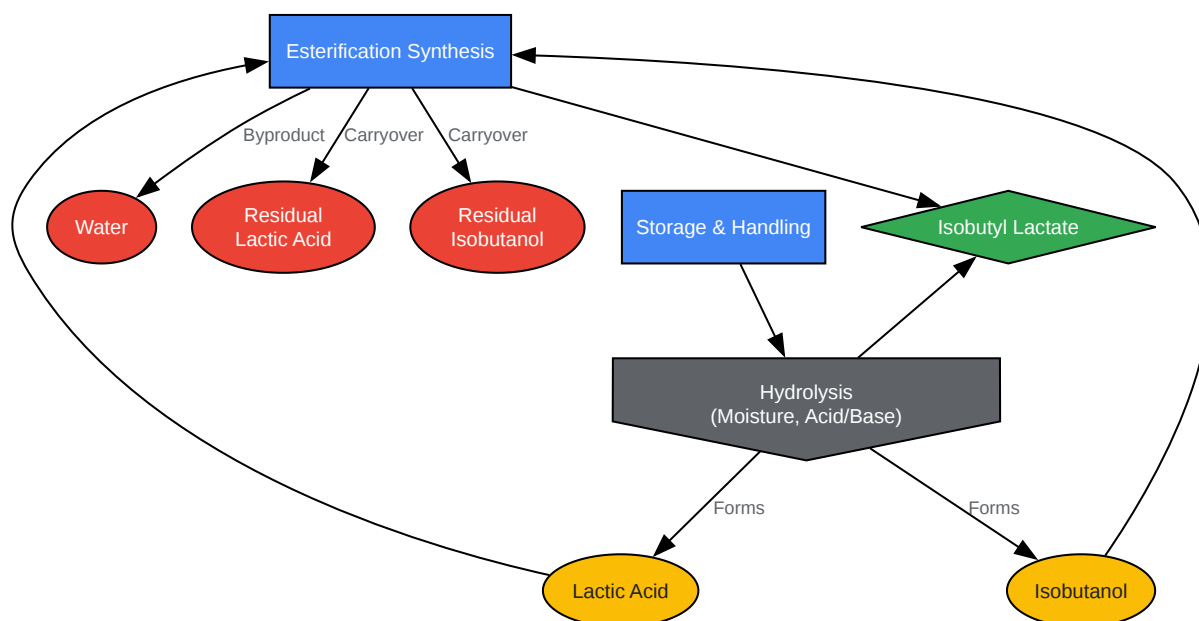 Esterification Synthesis
Byproduct
Carryover
Carryover
Water
Residual
Lactic Acid
Residual
Isobutanol
Storage & Handling
Isobutyl Lactate
Hydrolysis
(Moisture, Acid/Base)
Forms
Forms
Lactic Acid
Isobutanol